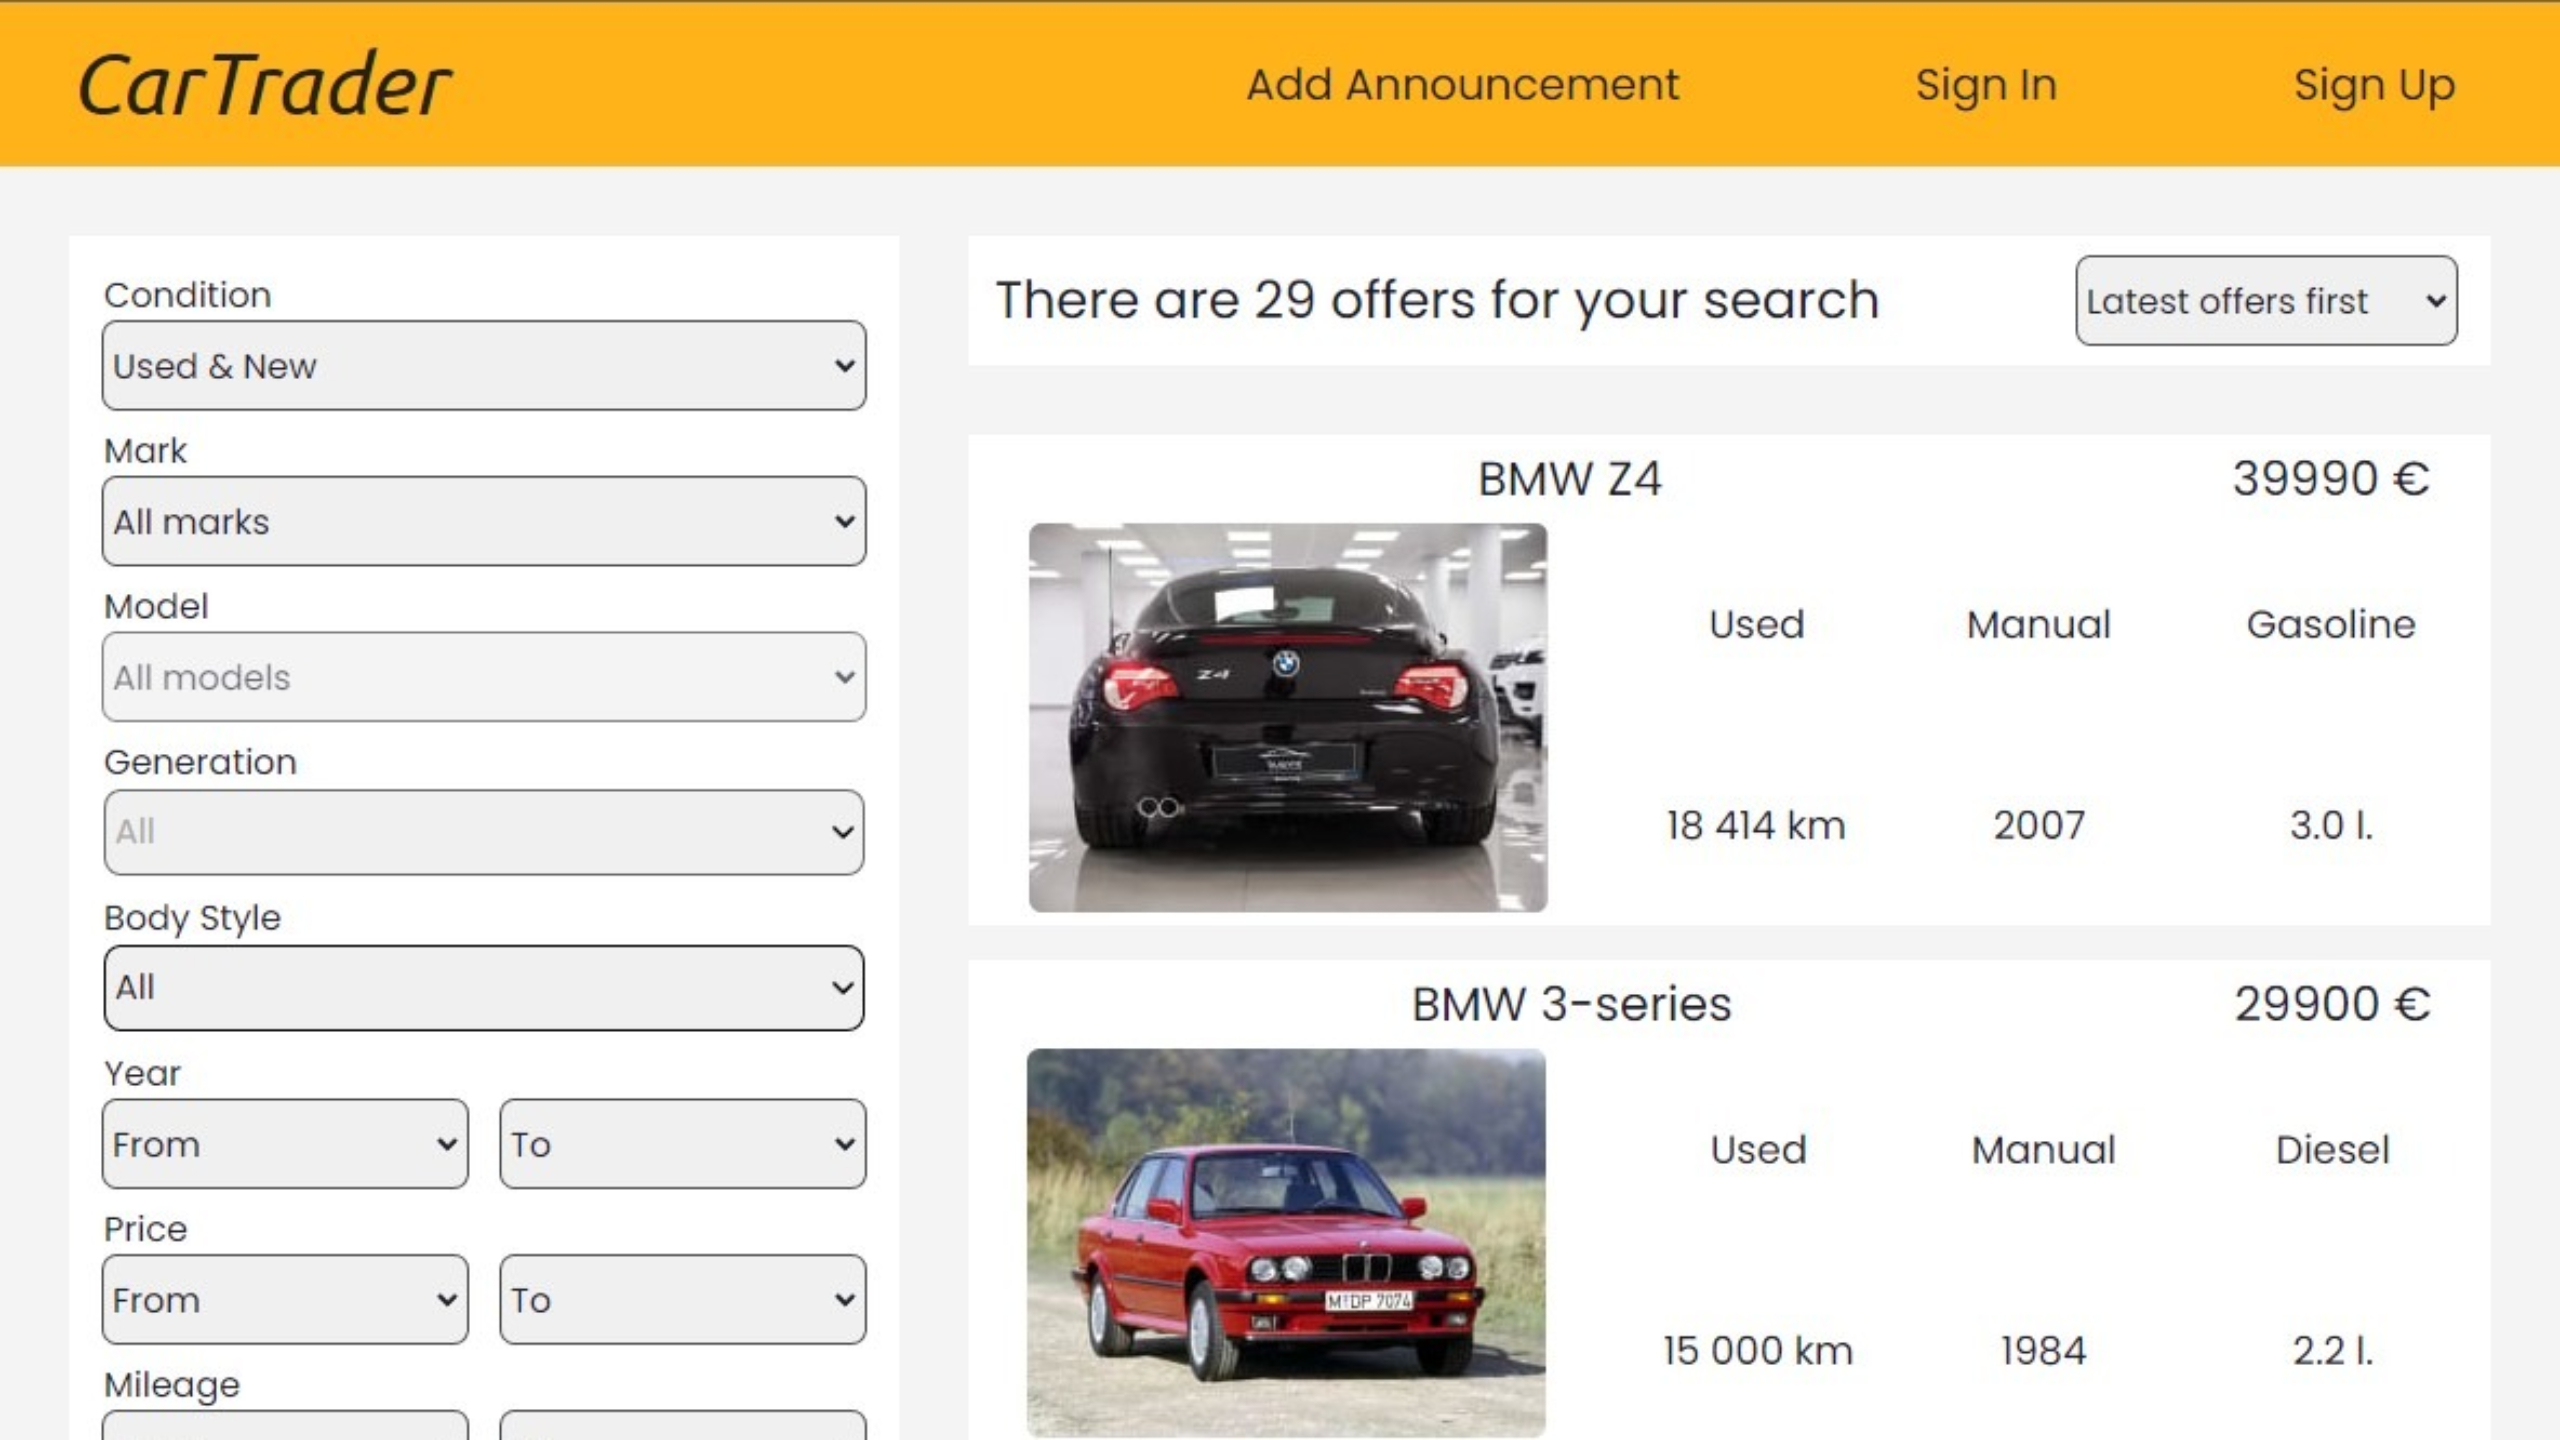 CarTrader
Add Announcement
Sign In
Sign Up
Condition
Used & New
Mark
All marks
Model
All models
Generation
All
Body Style
All
Year
From
To
Price
From
To
Mileage
There are 29 offers for your search
Latest offers first
BMW Z4
39990 €
Z4
Used
Manual
Gasoline
18 414 km
2007
3.0 l.
BMW 3-series
29900 €
M DP 7074
Used
Manual
Diesel
15 000 km
1984
2.2 l.